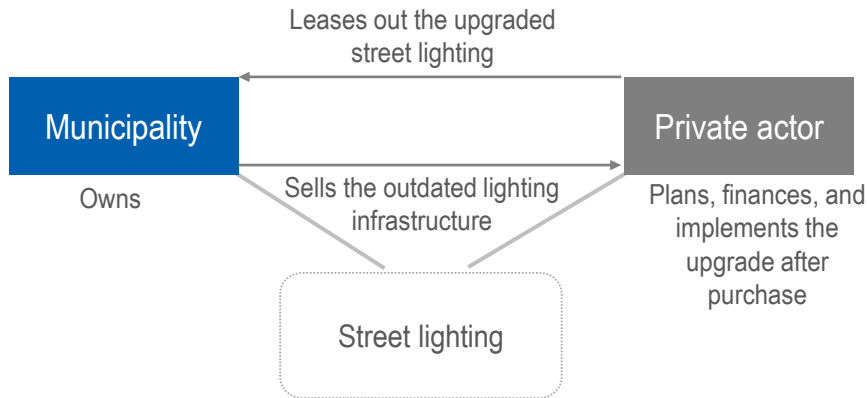 Leases out the upgraded
street lighting
Municipality
Private actor
Owns
Sells the outdated lighting
infrastructure
Plans, finances, and
implements the
upgrade after
purchase
Street lighting